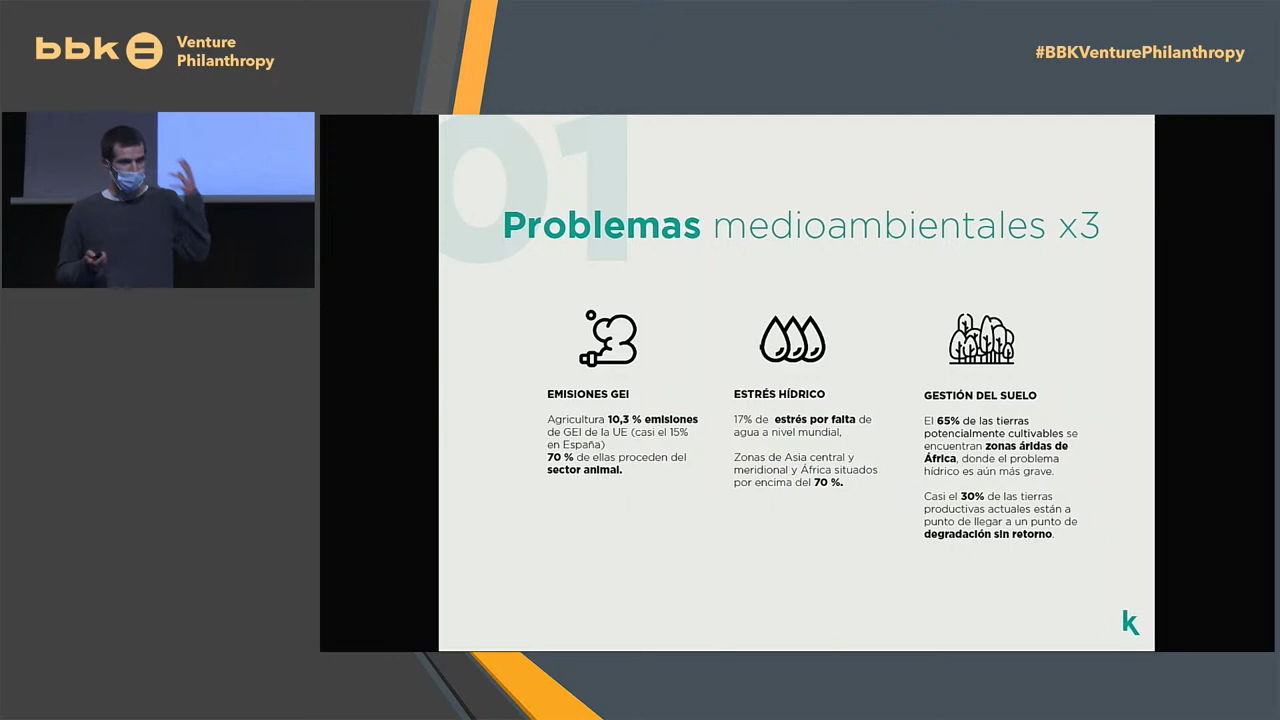 bbk
Venture
Philanthropy
#BBKVenturePhilanthropy
01
Problemas medioambientales x3
EMISIONES GEI
Agricultura 10,3 % emisiones
de GEI de la UE (casi el 15%
en España)
70 % de ellas proceden del
sector animal.
ESTRÉS HÍDRICO
17% de estrés por falta de
agua a nivel mundial,
Zonas de Asia central y
meridional y África situados
por encima del 70 %.
GESTIÓN DEL SUELO
El 65% de las tierras
potencialmente cultivables se
encuentran zonas áridas de
África, donde el problema
hídrico es aún más grave.
Casi el 30% de las tierras
productivas actuales están a
punto de llegar a un punto de
degradación sin retorno.
k